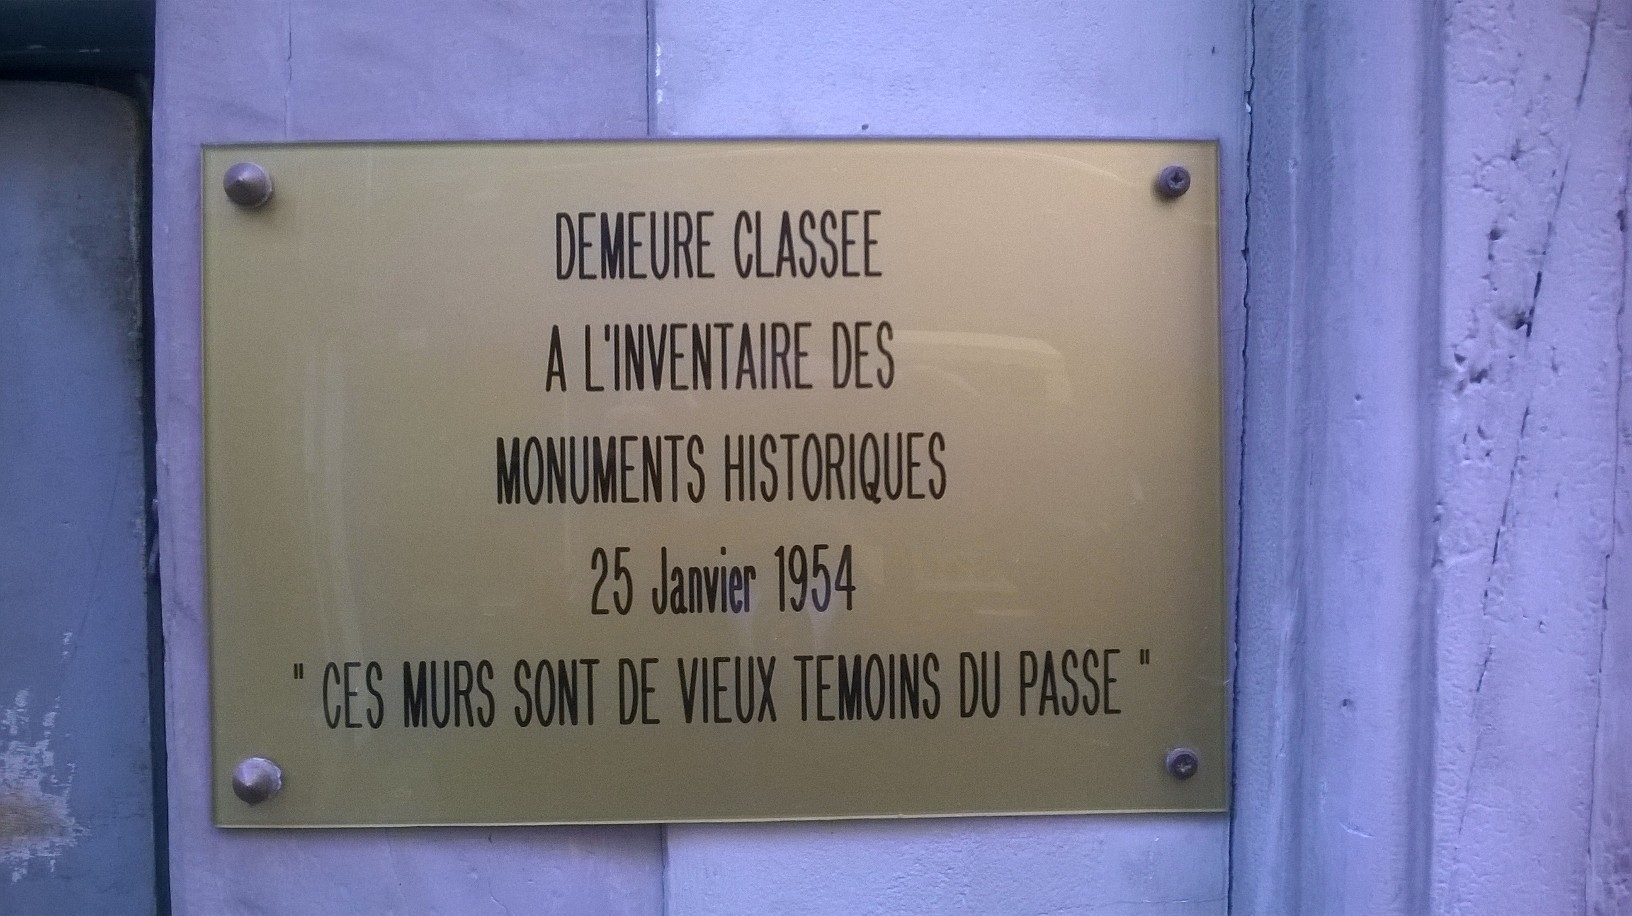 DEMEURE CLASSEE
A L'INVENTAIRE DES
MONUMENTS HISTORIQUES
25 Janvier 1954
" CES MURS SONT DE VIEUX TEMOINS DU PASSE "